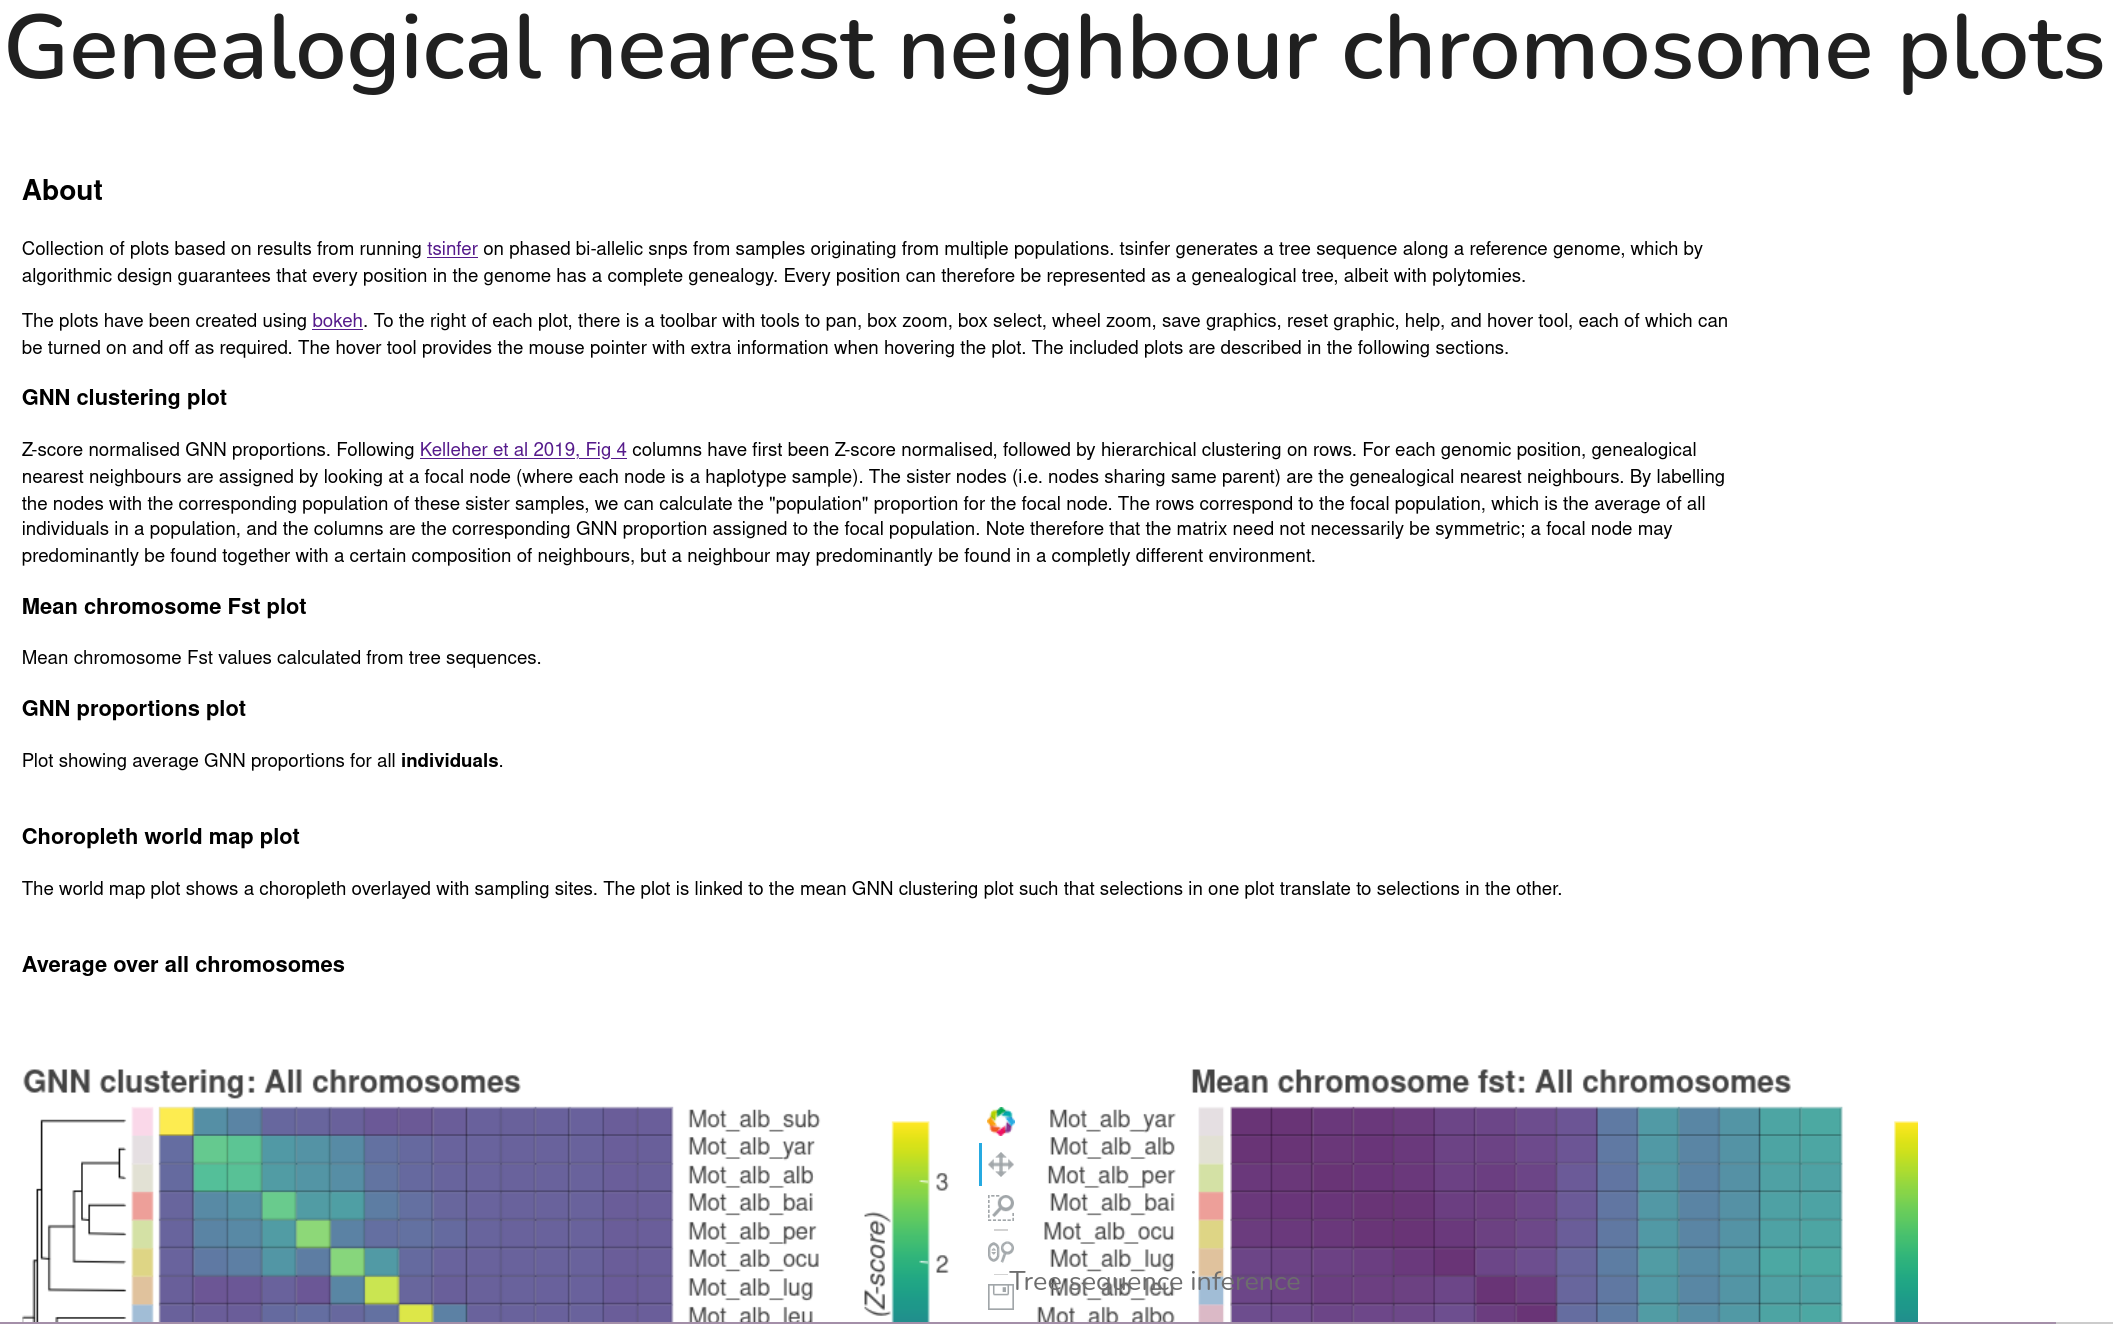 Genealogical nearest neighbour chromosome plots
About
Collection of plots based on results from running tsinfer on phased bi-allelic snps from samples originating from multiple populations. tsinfer generates a tree sequence along a reference genome, which by
algorithmic design guarantees that every position in the genome has a complete genealogy. Every position can therefore be represented as a genealogical tree, albeit with polytomies.
The plots have been created using bokeh. To the right of each plot, there is a toolbar with tools to pan, box zoom, box select, wheel zoom, save graphics, reset graphic, help, and hover tool, each of which can
be turned on and off as required. The hover tool provides the mouse pointer with extra information when hovering the plot. The included plots are described in the following sections.
GNN clustering plot
Z-score normalised GNN proportions. Following Kelleher et al 2019, Fig 4 columns have first been Z-score normalised, followed by hierarchical clustering on rows. For each genomic position, genealogical
nearest neighbours are assigned by looking at a focal node (where each node is a haplotype sample). The sister nodes (i.e. nodes sharing same parent) are the genealogical nearest neighbours. By labelling
the nodes with the corresponding population of these sister samples, we can calculate the "population" proportion for the focal node. The rows correspond to the focal population, which is the average of all
individuals in a population, and the columns are the corresponding GNN proportion assigned to the focal population. Note therefore that the matrix need not necessarily be symmetric; a focal node may
predominantly be found together with a certain composition of neighbours, but a neighbour may predominantly be found in a completly different environment.
Mean chromosome Fst plot
Mean chromosome Fst values calculated from tree sequences.
GNN proportions plot
Plot showing average GNN proportions for all individuals.
Choropleth world map plot
The world map plot shows a choropleth overlayed with sampling sites. The plot is linked to the mean GNN clustering plot such that selections in one plot translate to selections in the other.
Average over all chromosomes
GNN clustering: All chromosomes
Mot_alb_sub
Mot_alb_yar
Mot_alb_alb
Mot_alb_bai
Mot_alb_per
Mot_alb_ocu
Mot_alb_lug
Mot_alb_leu
3
2
(Z-score)
Mean chromosome fst: All chromosomes
Mot_alb_yar
Mot_alb_alb
Mot_alb_per
Mot_alb_bai
Mot_alb_ocu
Mot_alb_lug
Mot_alb_leu
Mot_alb_albo
Tree sequence inference